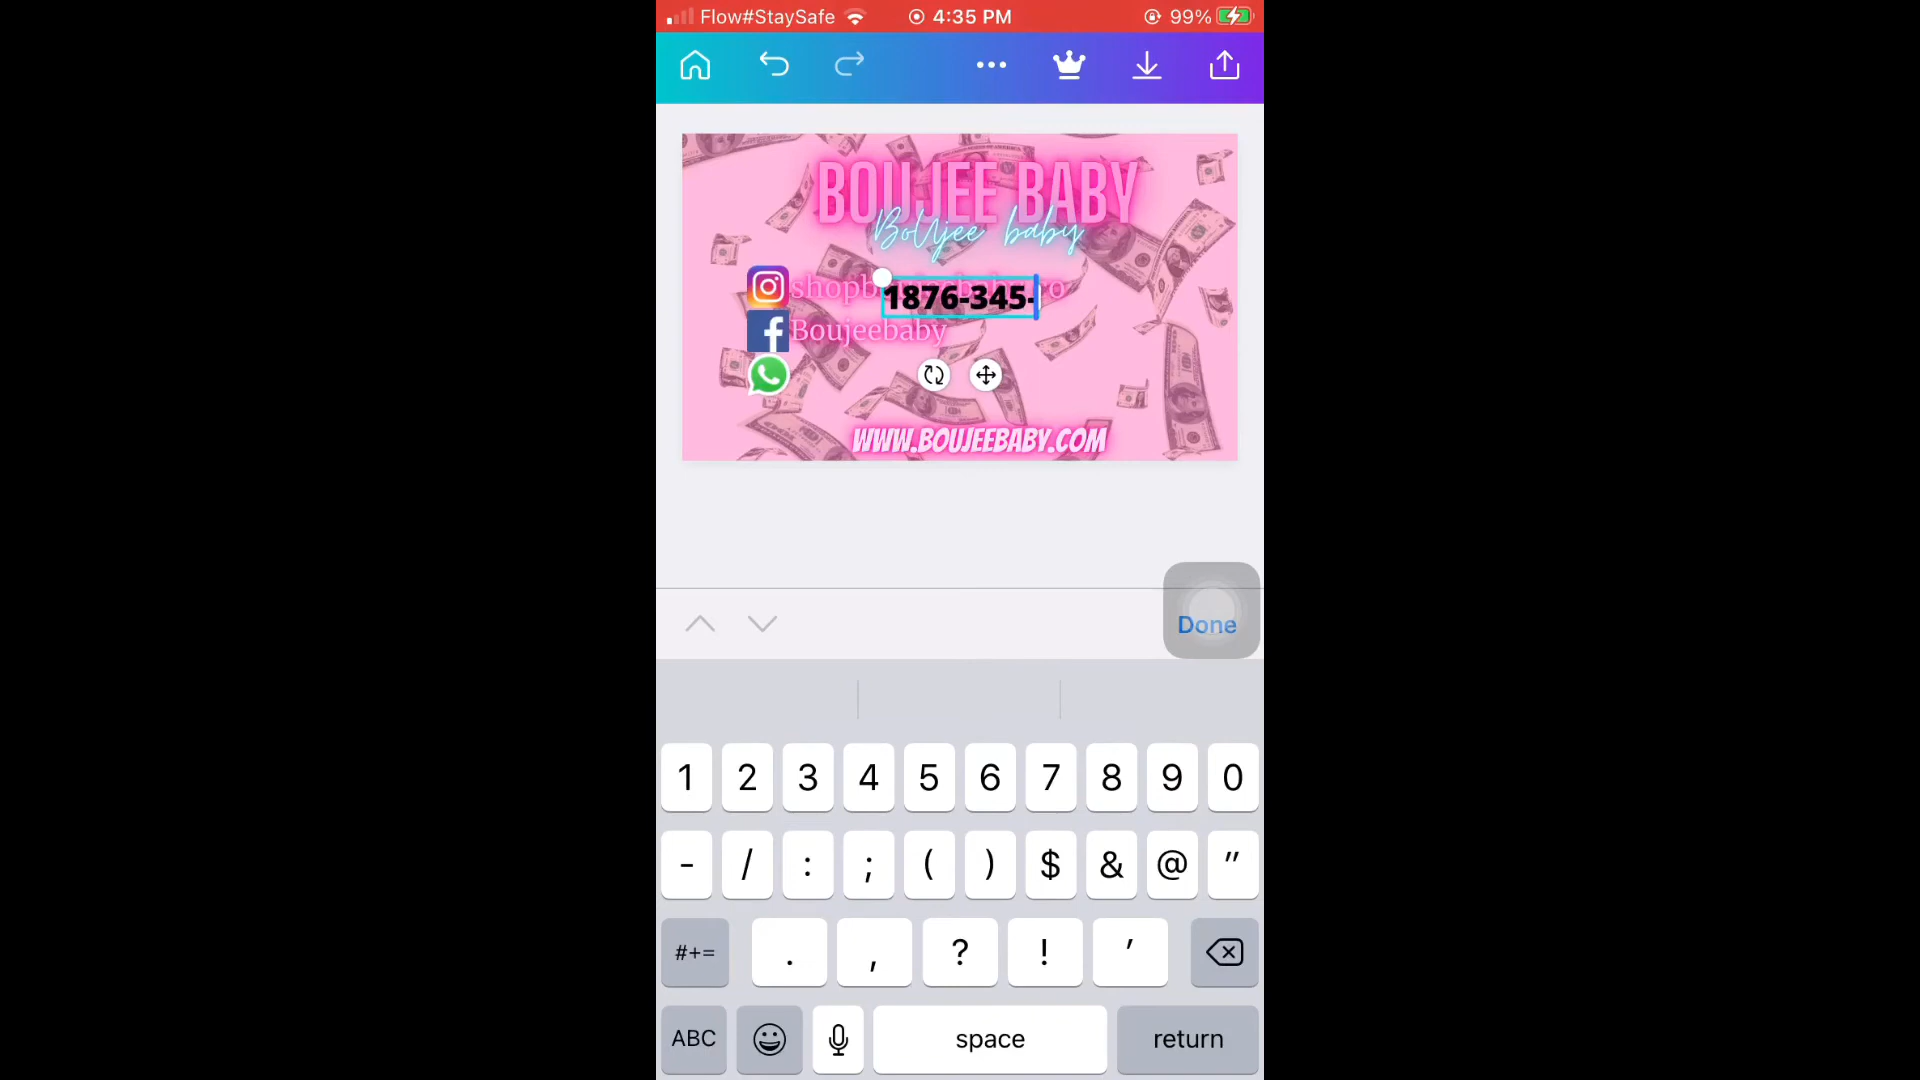 Flow#StaySafe 4:35 PM 99%
BOUJEE BABY
Boujee baby
1876-345-
Boujeebaby
WWW.BOUJEEBABY.COM
Done
1 2 3 4 5 6 7 8 9 0
- / : ; ( ) $ & @ "
#+= . , ? ! '
ABC space return